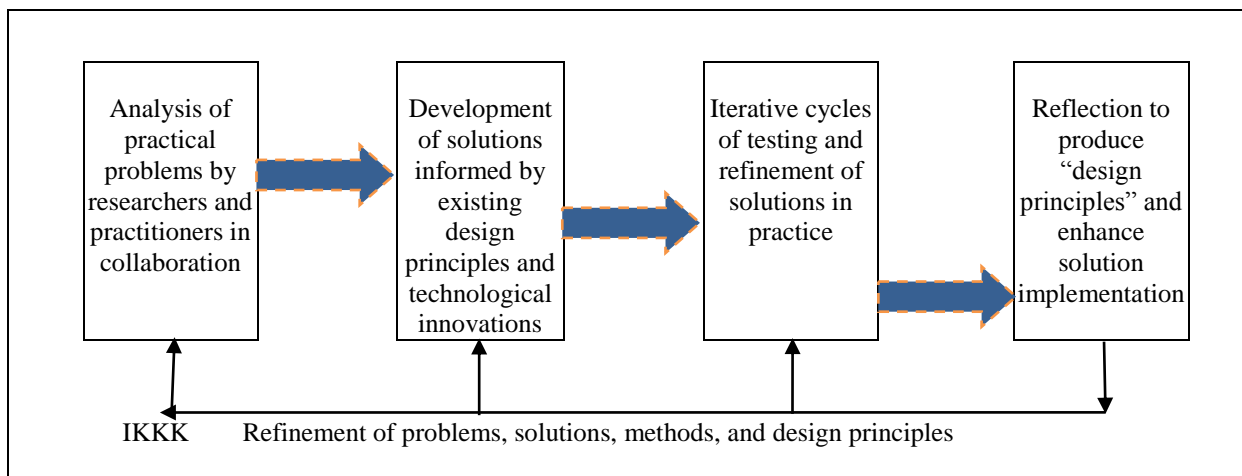 Analysis of
practical
problems by
researchers and
practitioners in
collaboration
Development
of solutions
informed by
existing
design
principles and
technological
innovations
Iterative cycles
of testing and
refinement of
solutions in
practice
Reflection to
produce
“design
principles” and
enhance
solution
implementation
IKKK Refinement of problems, solutions, methods, and design principles